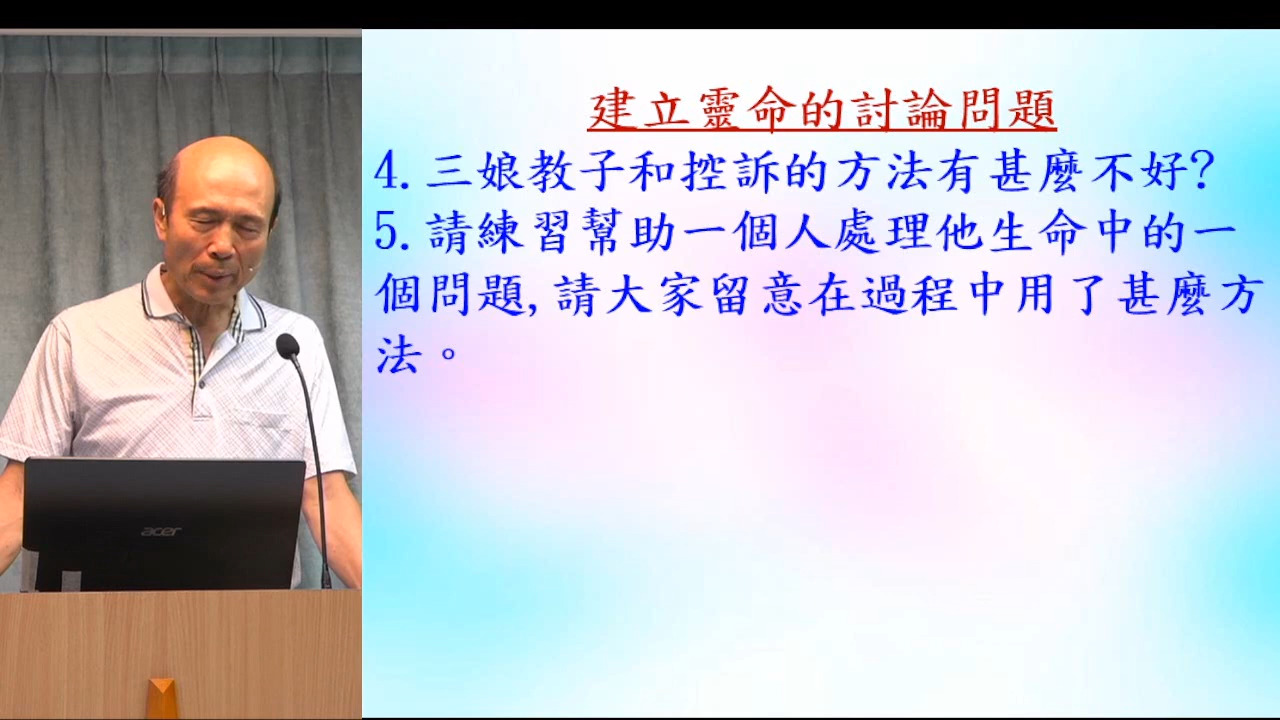 建立靈命的討論問題
4.三娘教子和控訴的方法有甚麼不好?
5.請練習幫助一個人處理他生命中的一
個問題,請大家留意在過程中用了甚麼方
法。
acer